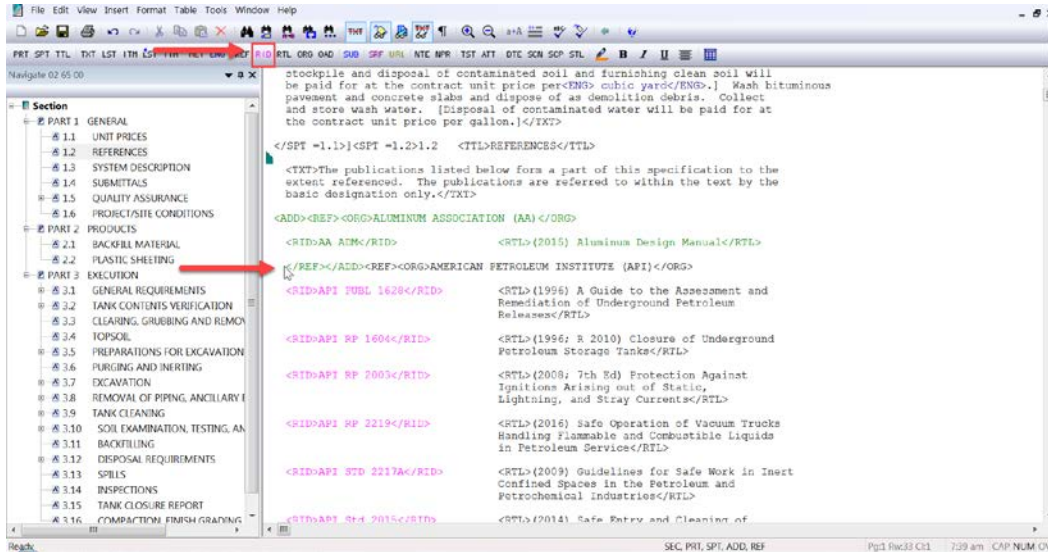 File Edit View Insert Format Table Tools Window Help
PRT SPT TTL TXT LST ITM REF RID RTL ORG OAD SUB SRF URL NTE NPR TST ATT DTE SCN SCP STL B I U
Navigate 02 65 00
Section
PART 1 GENERAL
1.1 UNIT PRICES
1.2 REFERENCES
1.3 SYSTEM DESCRIPTION
1.4 SUBMITTALS
1.5 QUALITY ASSURANCE
1.6 PROJECT/SITE CONDITIONS
PART 2 PRODUCTS
2.1 BACKFILL MATERIAL
2.2 PLASTIC SHEETING
PART 3 EXECUTION
3.1 GENERAL REQUIREMENTS
3.2 TANK CONTENTS VERIFICATION
3.3 CLEARING, GRUBBING AND REMOV
3.4 TOPSOIL
3.5 PREPARATIONS FOR EXCAVATION
3.6 PURGING AND INERTING
3.7 EXCAVATION
3.8 REMOVAL OF PIPING, ANCILLARY E
3.9 TANK CLEANING
3.10 SOIL EXAMINATION, TESTING, AN
3.11 BACKFILLING
3.12 DISPOSAL REQUIREMENTS
3.13 SPILLS
3.14 INSPECTIONS
3.15 TANK CLOSURE REPORT
3.16 COMPACTION, FINISH GRADING
stockpile and disposal of contaminated soil and furnishing clean soil will
be paid for at the contract unit price per<ENG> cubic yard</ENG>.] Wash bituminous
pavement and concrete slabs and dispose of as demolition debris. Collect
and store wash water. [Disposal of contaminated water will be paid for at
the contract unit price per gallon.]</TXT>
</SPT =1.1>]<SPT =1.2>1.2 <TTL>REFERENCES</TTL>
<TXT>The publications listed below form a part of this specification to the
extent referenced. The publications are referred to within the text by the
basic designation only.</TXT>
<ADD><REF><ORG>ALUMINUM ASSOCIATION (AA)</ORG>
<RID>AA ADM</RID> <RTL>(2015) Aluminum Design Manual</RTL>
</REF></ADD><REF><ORG>AMERICAN PETROLEUM INSTITUTE (API)</ORG>
<RID>API PUBL 1628</RID> <RTL>(1996) A Guide to the Assessment and
Remediation of Underground Petroleum
Releases</RTL>
<RID>API RP 1604</RID> <RTL>(1996; R 2010) Closure of Underground
Petroleum Storage Tanks</RTL>
<RID>API RP 2003</RID> <RTL>(2008; 7th Ed) Protection Against
Ignitions Arising out of Static,
Lightning, and Stray Currents</RTL>
<RID>API RP 2219</RID> <RTL>(2016) Safe Operation of Vacuum Trucks
Handling Flammable and Combustible Liquids
in Petroleum Service</RTL>
<RID>API STD 2217A</RID> <RTL>(2009) Guidelines for Safe Work in Inert
Confined Spaces in the Petroleum and
Petrochemical Industries</RTL>
<RID>API Std 2015</RID> <RTL>(2014) Safe Entry and Cleaning of
Ready, SEC, PRT, SPT, ADD, REF 7:39 am CAP NUM